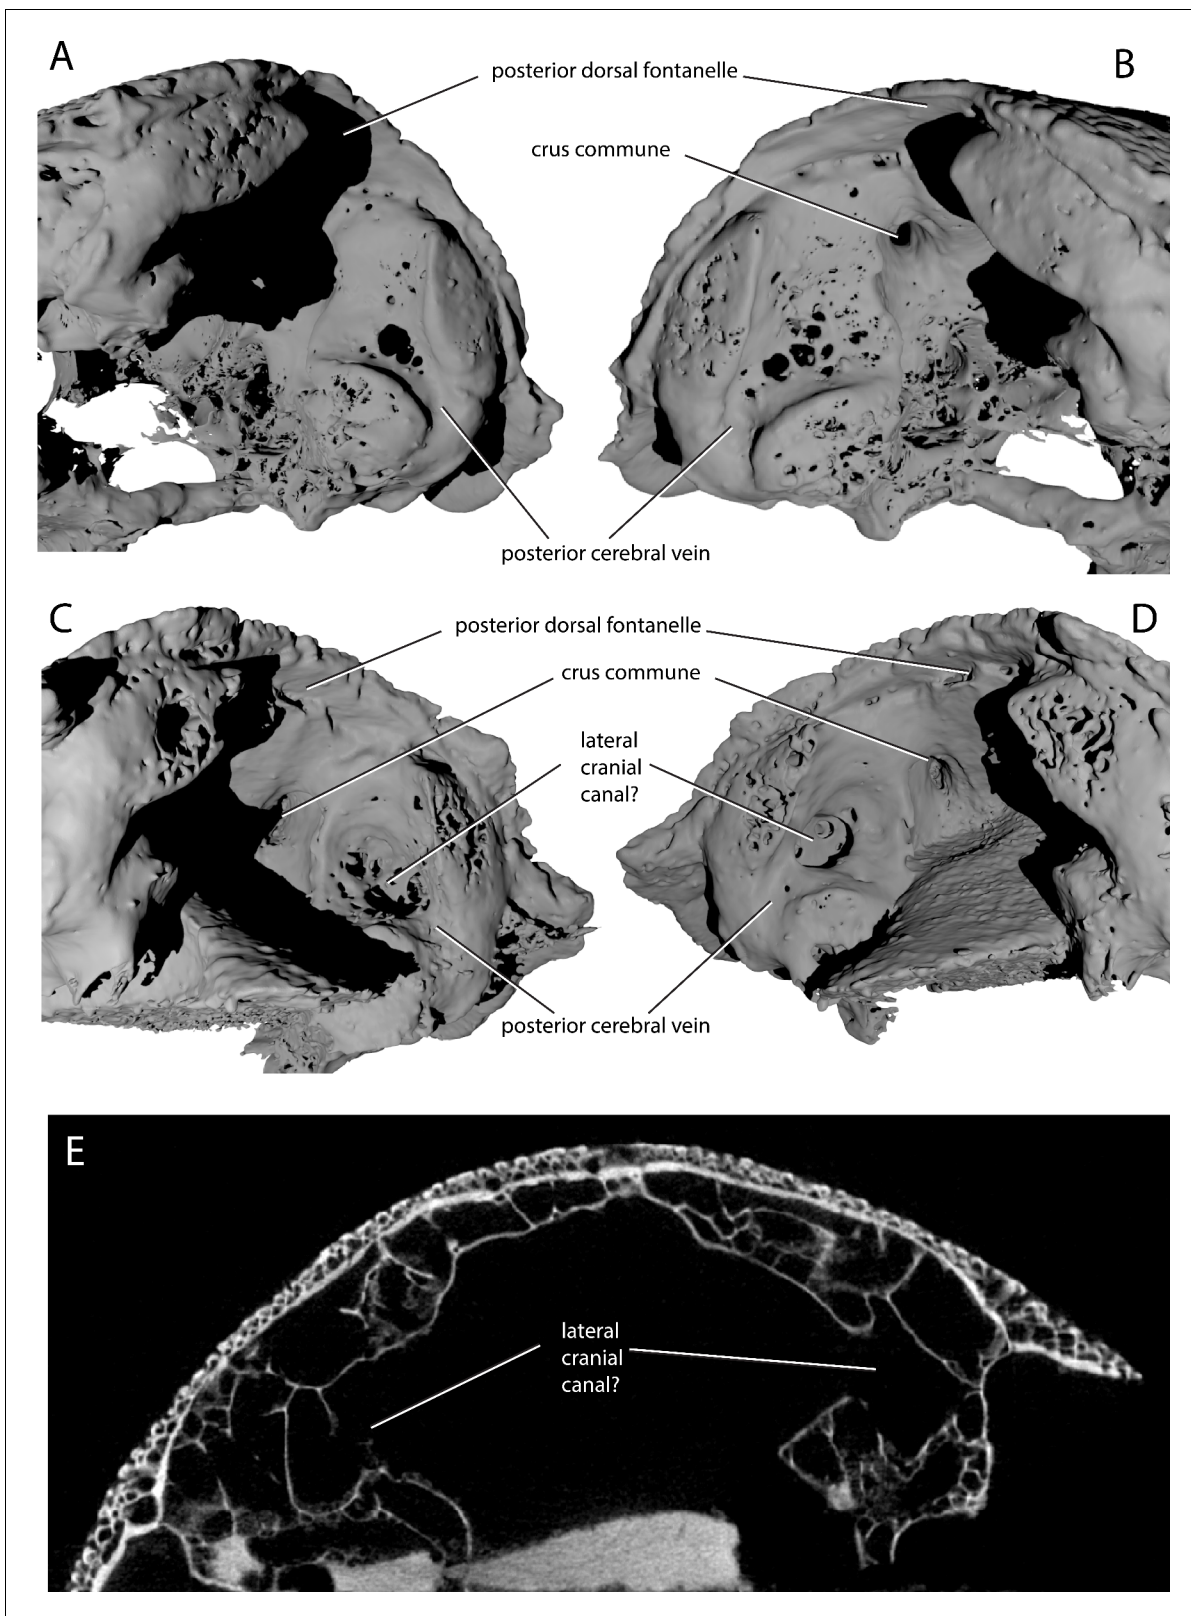 A
B
posterior dorsal fontanelle
crus commune
posterior cerebral vein
C
D
posterior dorsal fontanelle
crus commune
lateral
cranial
canal?
posterior cerebral vein
E
lateral
cranial
canal?